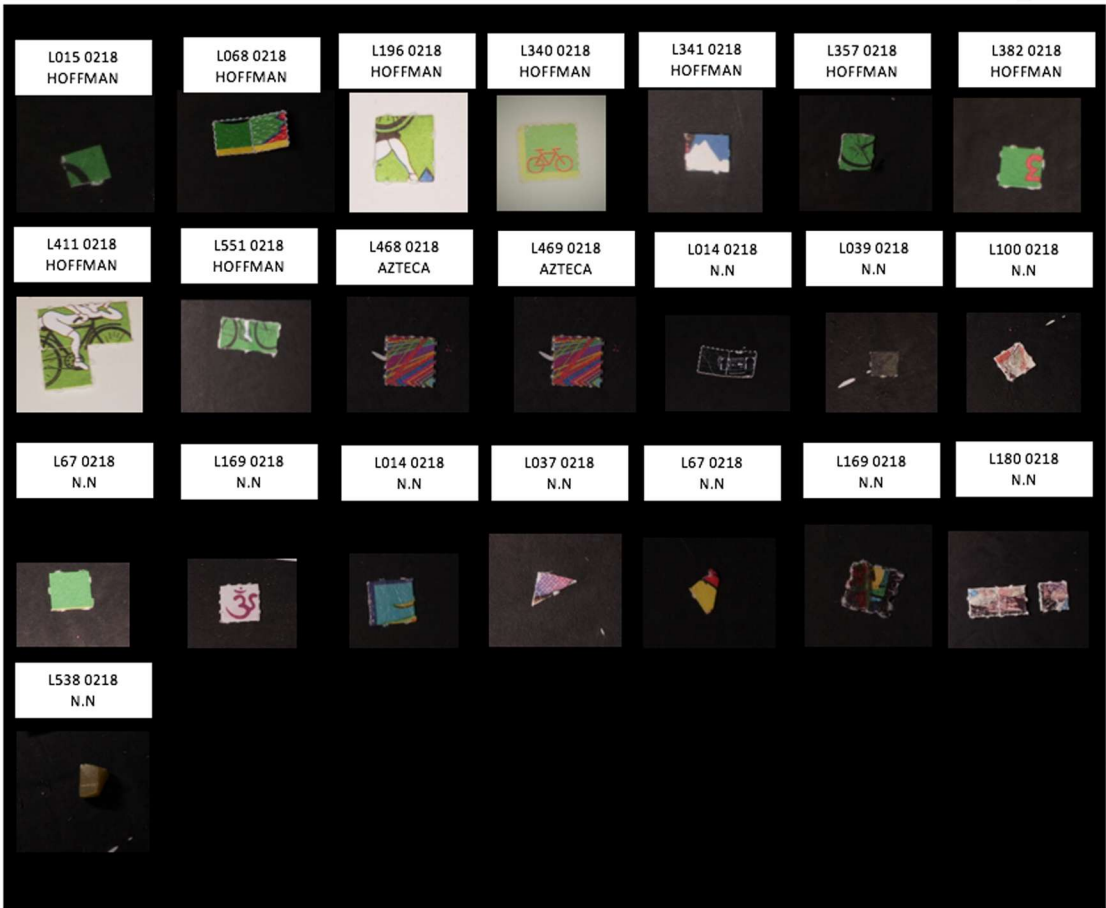 L015 0218
HOFFMAN
L068 0218
HOFFMAN
L196 0218
HOFFMAN
L340 0218
HOFFMAN
L341 0218
HOFFMAN
L357 0218
HOFFMAN
L382 0218
HOFFMAN
L411 0218
HOFFMAN
L551 0218
HOFFMAN
L468 0218
AZTECA
L469 0218
AZTECA
L014 0218
N.N
L039 0218
N.N
L100 0218
N.N
L67 0218
N.N
L169 0218
N.N
L014 0218
N.N
L037 0218
N.N
L67 0218
N.N
L169 0218
N.N
L180 0218
N.N
ॐ
L538 0218
N.N